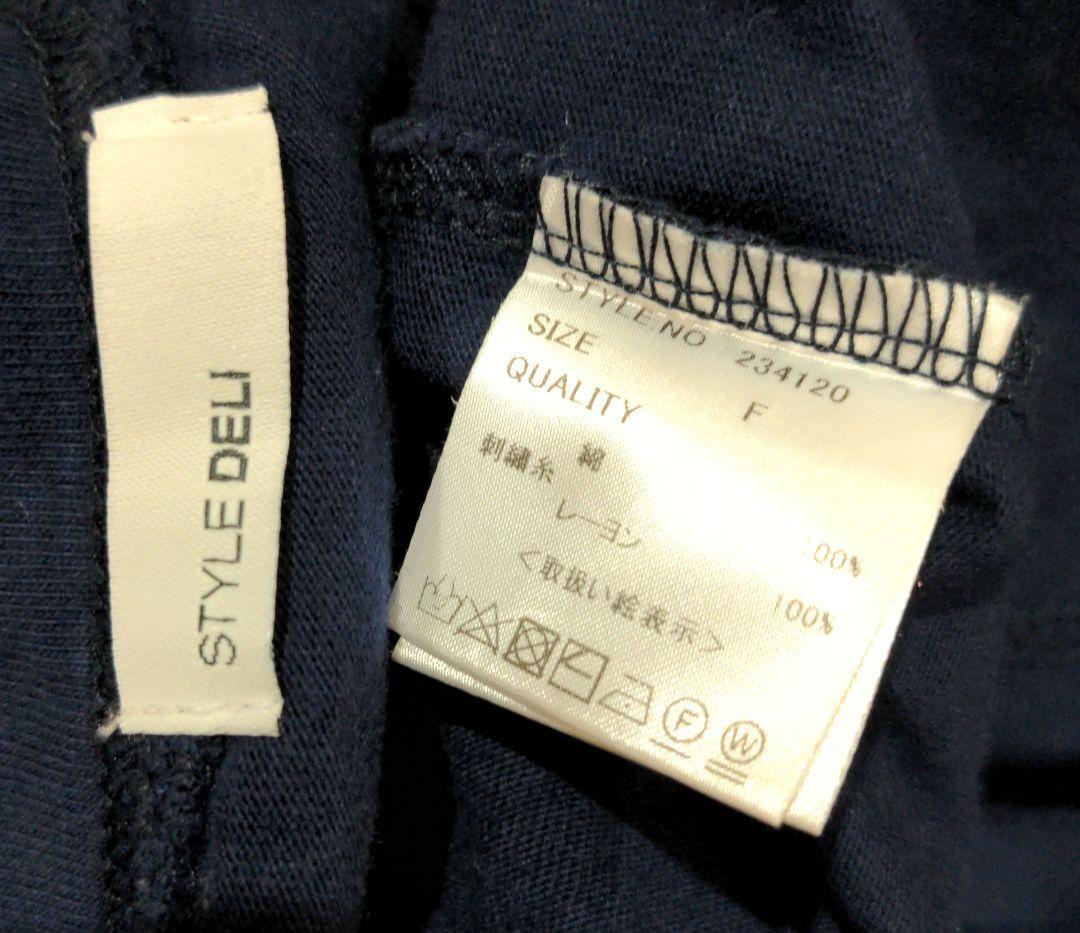 STYLE DELI
STYLE NO 234120
SIZE F
QUALITY
綿 100%
刺繍糸
レーヨン 100%
<取扱い絵表示>
F
W